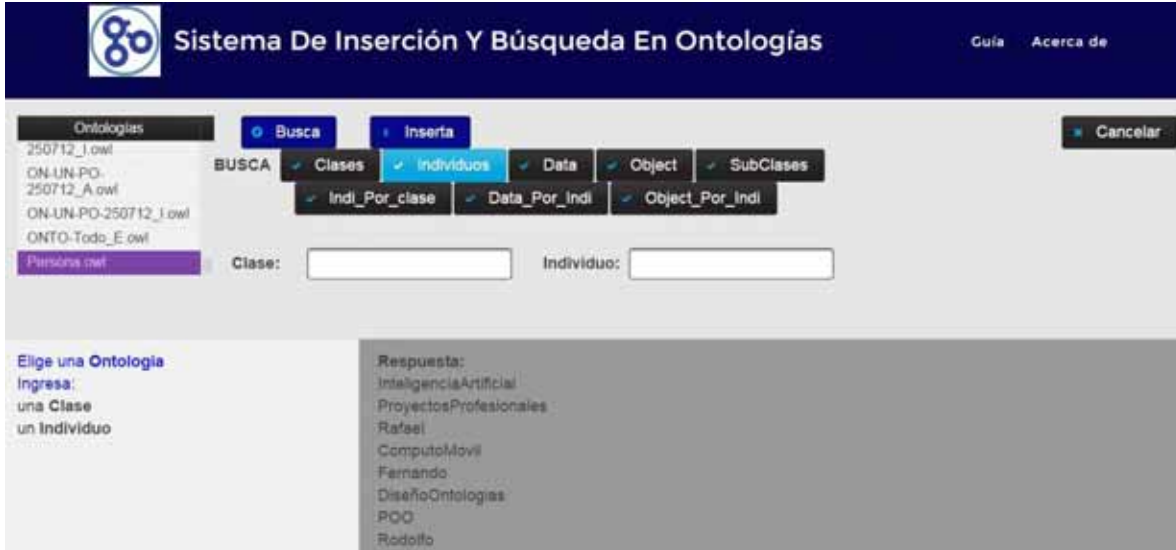 Sistema De Inserción Y Búsqueda En Ontologías
Guía
Acerca de
Ontologias
250712_I.owl
ON-UN-PO-
250712_A.owl
ON-UN-PO-250712_I.owl
ONTO-Todo_E.owl
Persona.owl
Busca
Inserta
Cancelar
BUSCA
Clases
Individuos
Data
Object
SubClases
Indi_Por_clase
Data_Por_Indi
Object_Por_Indi
Clase:
Individuo:
Elige una Ontologia
Ingresa:
una Clase
un Individuo
Respuesta:
InteligenciaArtificial
ProyectosProfesionales
Rafael
ComputoMovil
Fernando
DiseñoOntologias
POO
Rodolfo